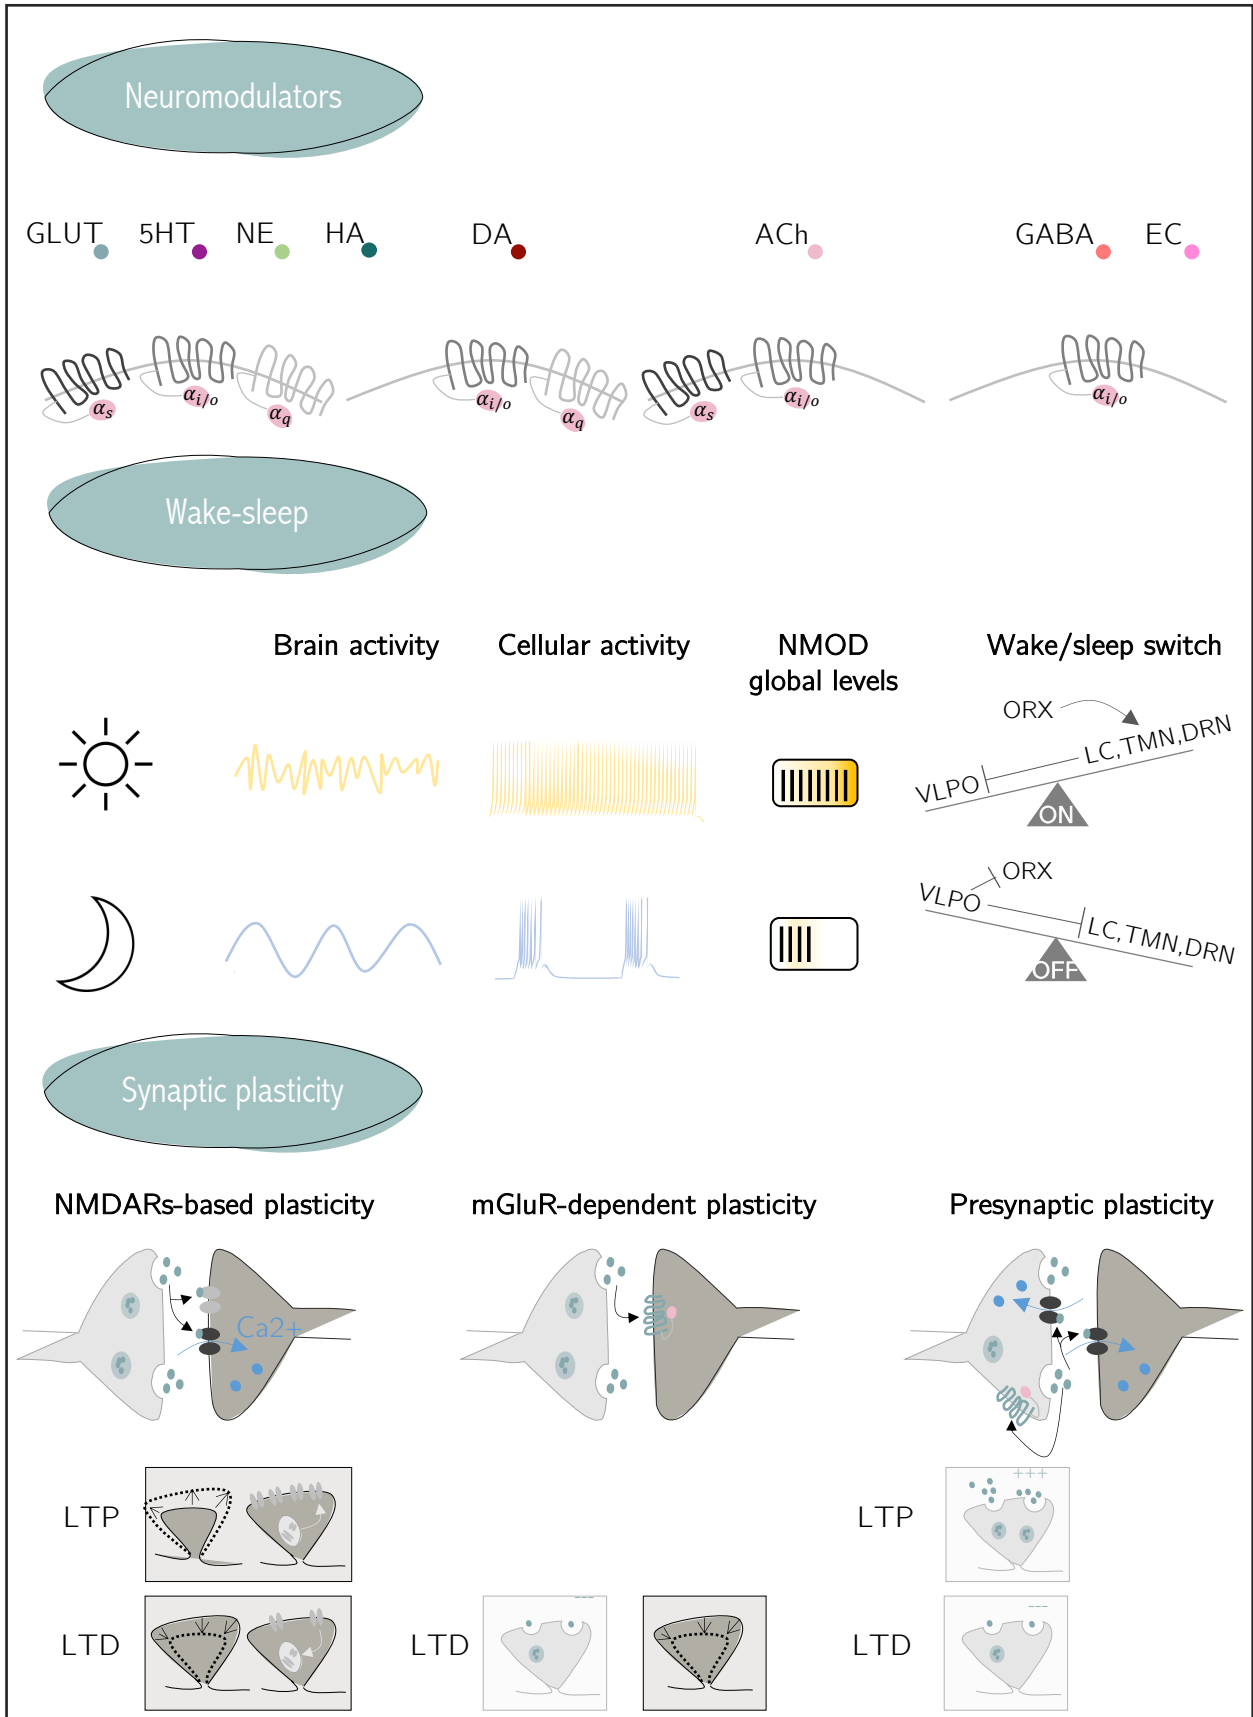 Neuromodulators
GLUT 5HT NE HA DA ACh GABA EC
αs αi/o αq αi/o αq αs αi/o αi/o
Wake-sleep
Brain activity Cellular activity NMOD global levels Wake/sleep switch
ORX
LC,TMN,DRN
VLPO
ON
ORX
VLPO
LC,TMN,DRN
OFF
Synaptic plasticity
NMDARs-based plasticity mGluR-dependent plasticity Presynaptic plasticity
Ca2+
+++
LTP LTP
--- ---
LTD LTD LTD